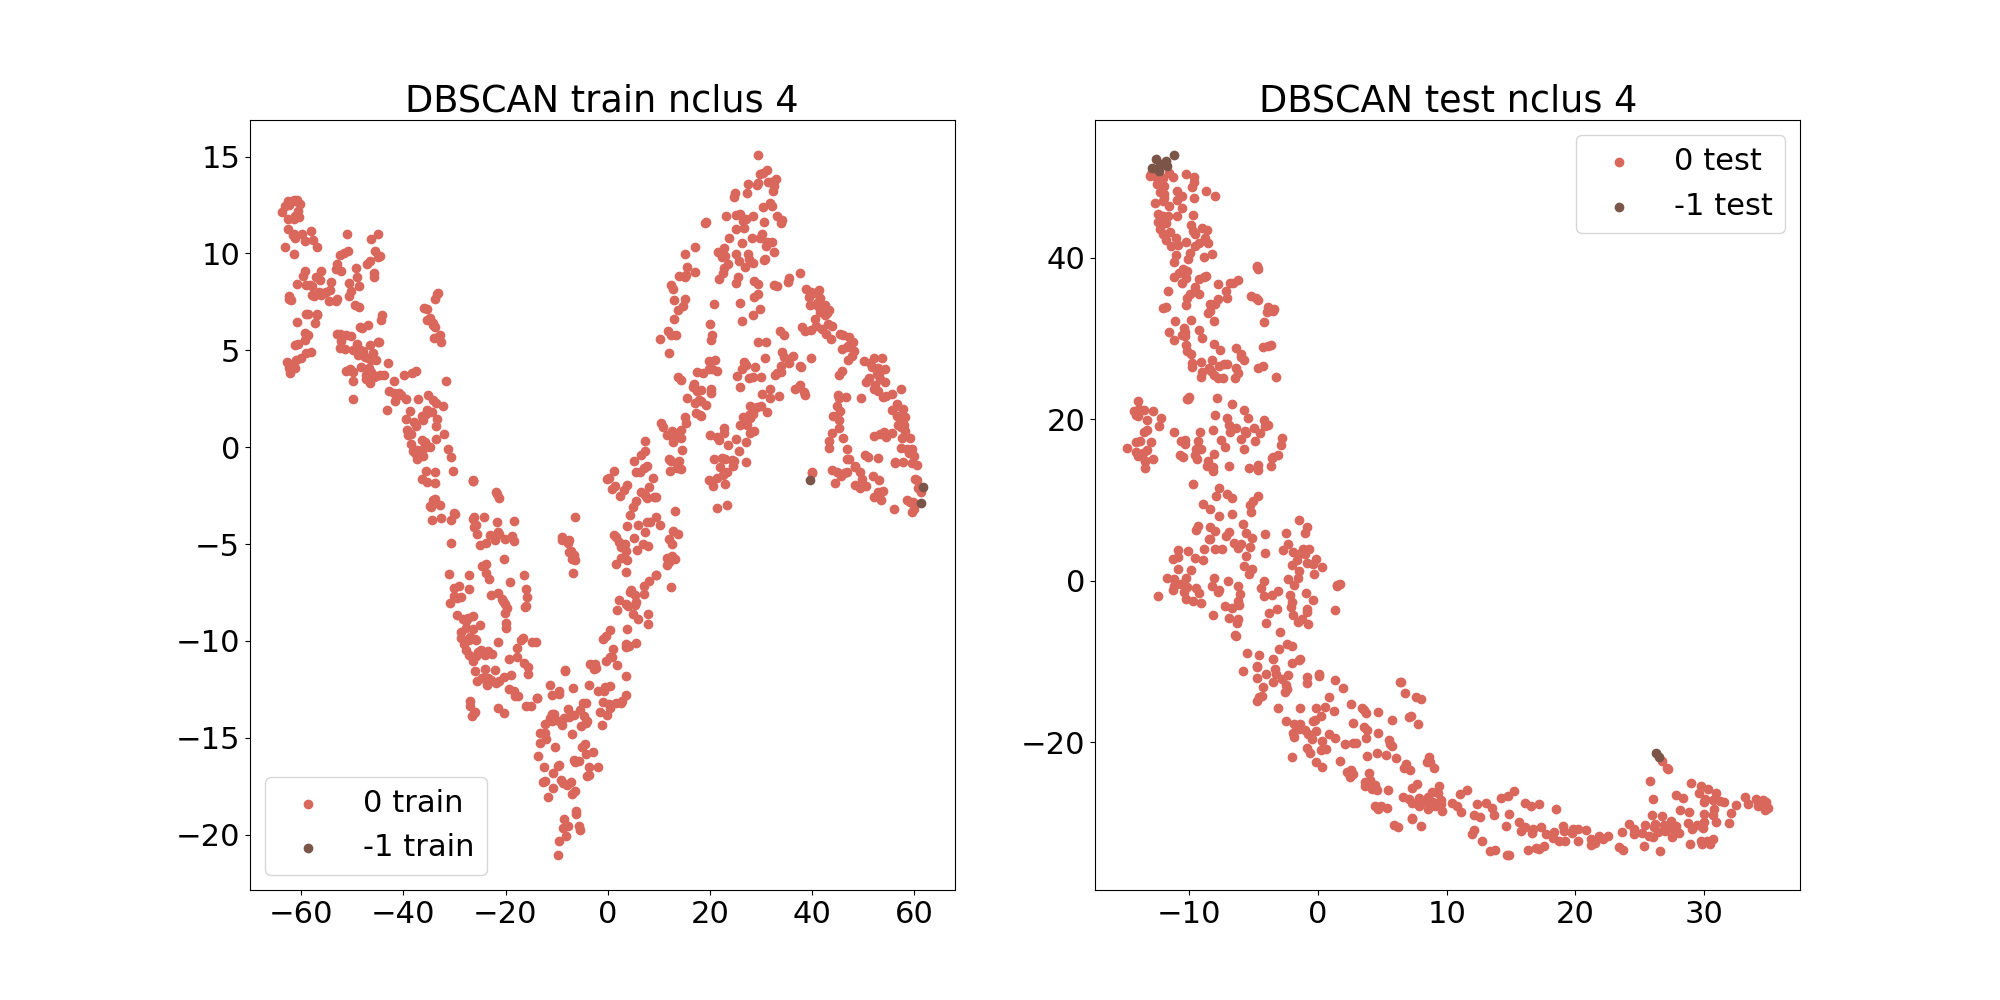 DBSCAN train nclus 4
15
10
5
0
−5
−10
−15
−20
0 train
-1 train
−60 −40 −20 0 20 40 60
DBSCAN test nclus 4
0 test
-1 test
40
20
0
−20
−10 0 10 20 30